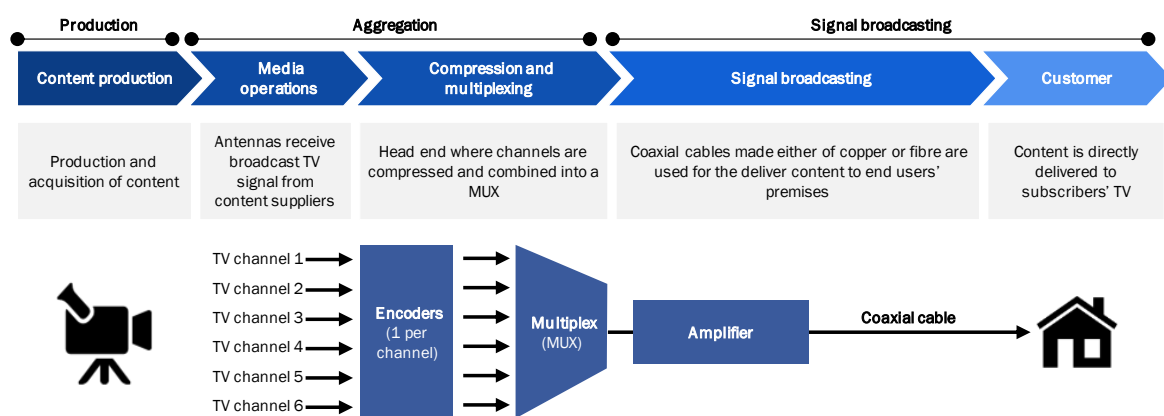 Production
Aggregation
Signal broadcasting
Content production
Media
operations
Compression and
multiplexing
Signal broadcasting
Customer
Production and
acquisition of content
Antennas receive
broadcast TV
signal from
content suppliers
Head end where channels are
compressed and combined into a
MUX
Coaxial cables made either of copper or fibre are
used for the deliver content to end users'
premises
Content is directly
delivered to
subscribers' TV
TV channel 1
TV channel 2
TV channel 3
TV channel 4
TV channel 5
TV channel 6
Encoders
(1 per
channel)
Multiplex
(MUX)
Amplifier
Coaxial cable